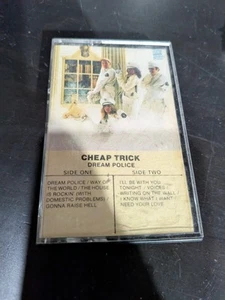 CHEAP TRICK
DREAM POLICE
SIDE ONE
DREAM POLICE / WAY OF
THE WORLD / THE HOUSE
IS ROCKIN' (WITH
DOMESTIC PROBLEMS)
GONNA RAISE HELL
SIDE TWO
I'LL BE WITH YOU
TONIGHT / VOICES /
WRITING ON THE WALL
I KNOW WHAT I WANT
NEED YOUR LOVE